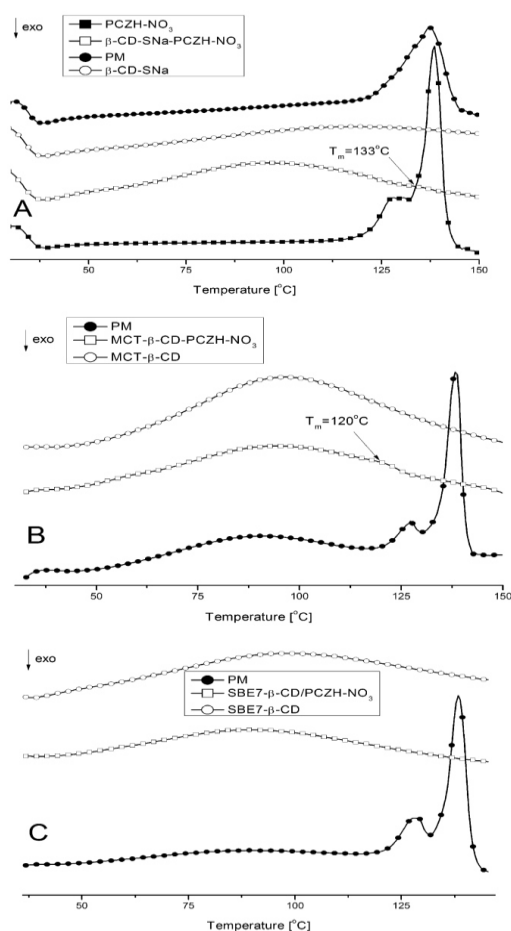 exo
PCZH-NO3
β-CD-SNa-PCZH-NO3
PM
β-CD-SNa
Tm=133°C
A
50 75 100 125 150
Temperature [°C]
exo
PM
MCT-β-CD-PCZH-NO3
MCT-β-CD
Tm=120°C
B
50 75 100 125 150
Temperature [°C]
exo
PM
SBE7-β-CD/PCZH-NO3
SBE7-β-CD
C
50 75 100 125
Temperature [°C]